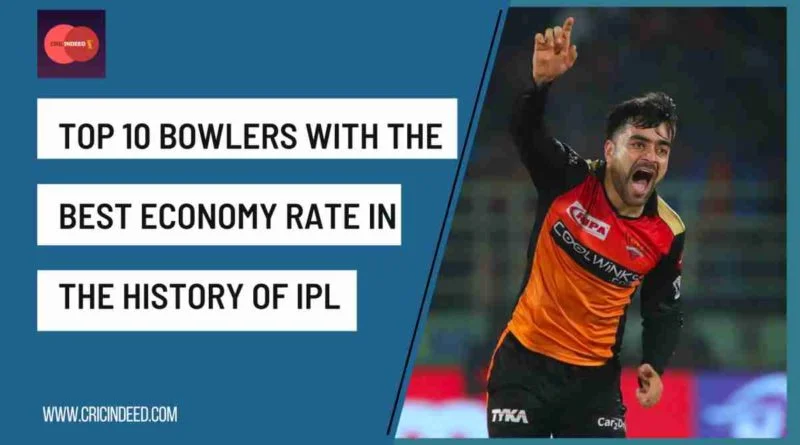 CRICINDEED
TOP 10 BOWLERS WITH THE
BEST ECONOMY RATE IN
THE HISTORY OF IPL
WWW.CRICINDEED.COM
COOLWINKS
.CO
TYKA